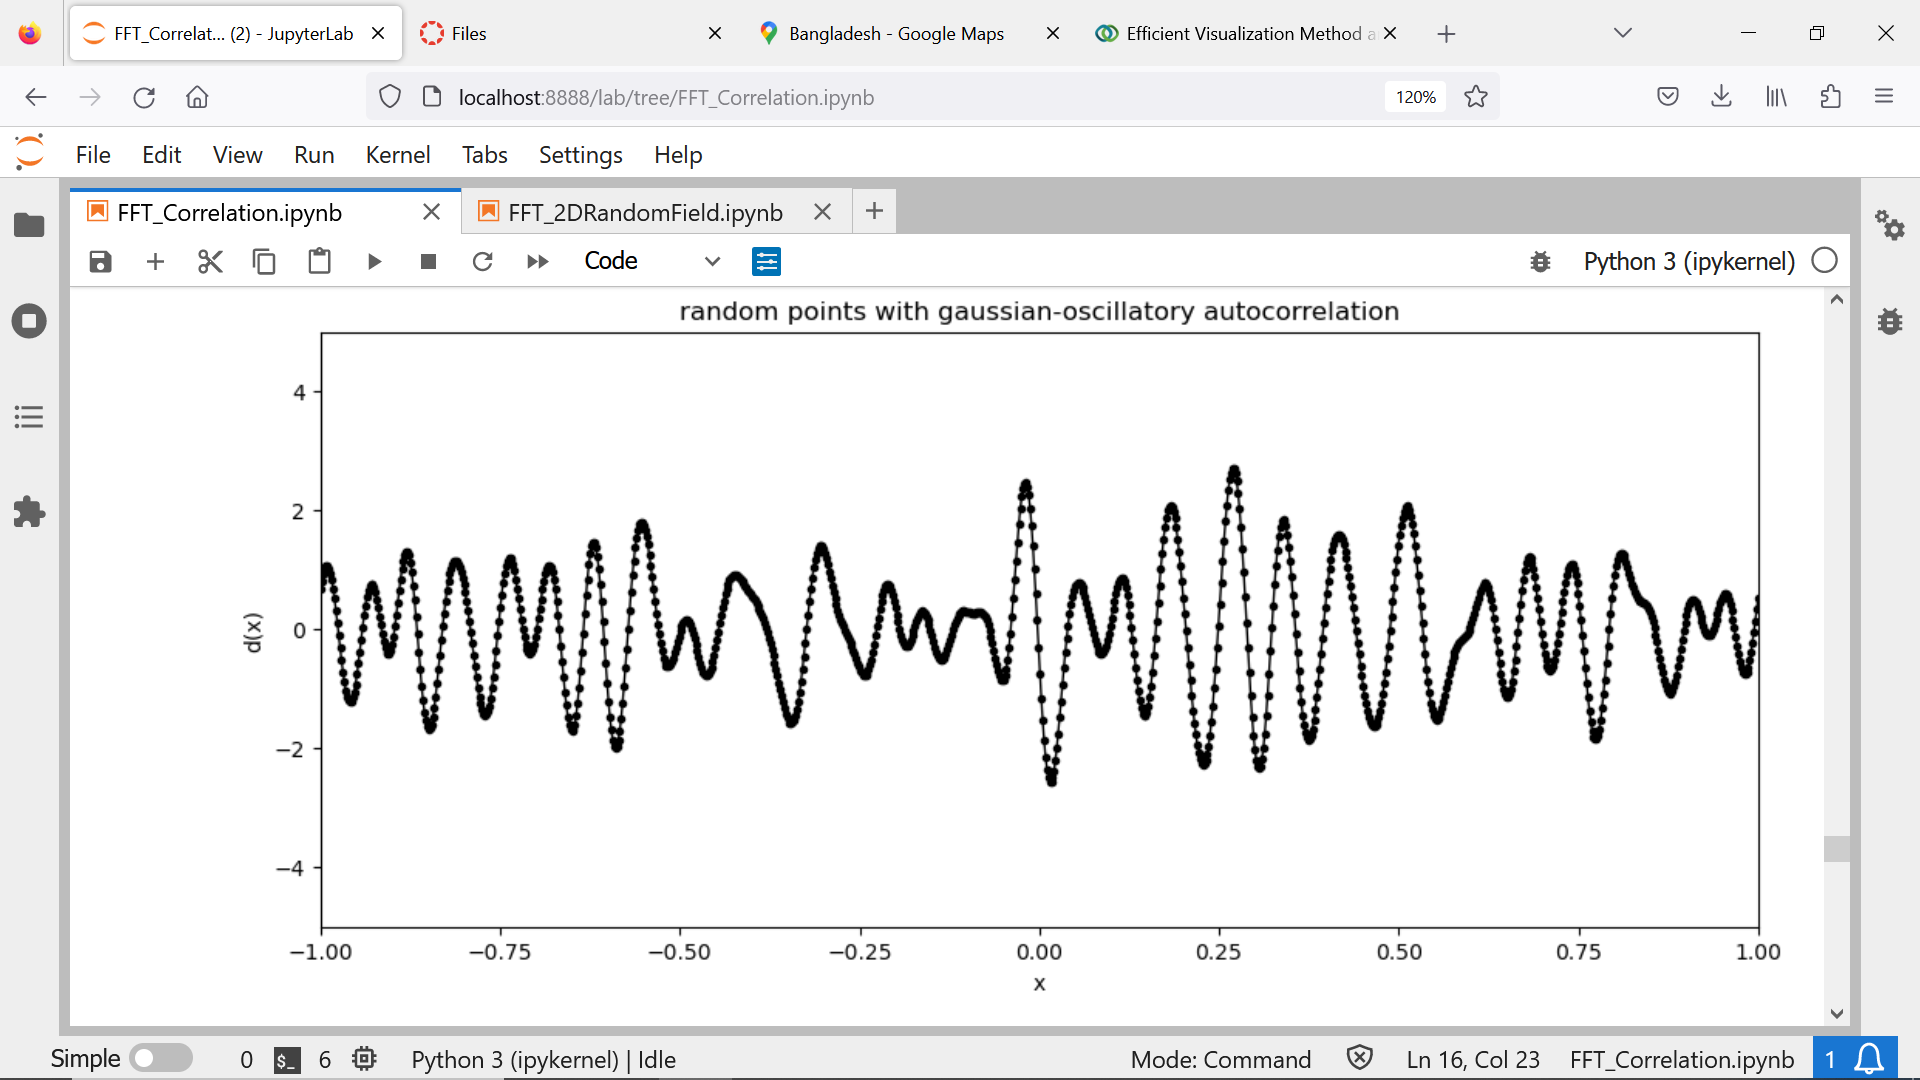 FFT_Correlat... (2) - JupyterLab
Files
Bangladesh - Google Maps
Efficient Visualization Method a
localhost:8888/lab/tree/FFT_Correlation.ipynb
120%
File Edit View Run Kernel Tabs Settings Help
FFT_Correlation.ipynb
FFT_2DRandomField.ipynb
Code
Python 3 (ipykernel)
random points with gaussian-oscillatory autocorrelation
4
2
0
−2
−4
d(x)
−1.00 −0.75 −0.50 −0.25 0.00 0.25 0.50 0.75 1.00
x
Simple 0 $_ 6 Python 3 (ipykernel) | Idle Mode: Command Ln 16, Col 23 FFT_Correlation.ipynb 1